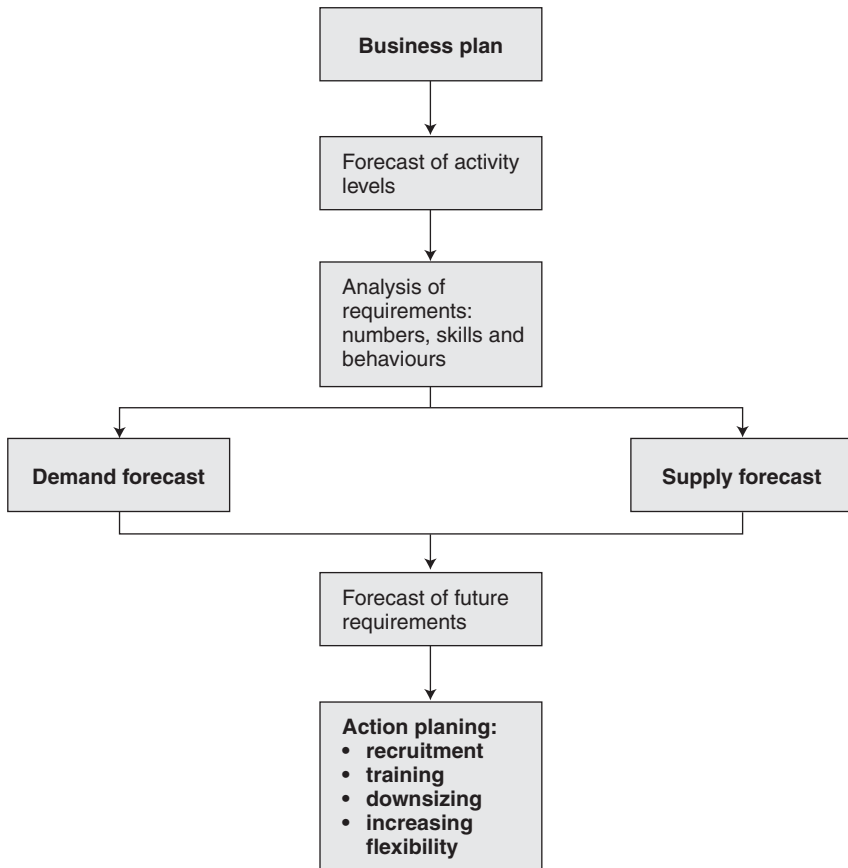 Business plan
Forecast of activity
levels
Analysis of
requirements:
numbers, skills and
behaviours
Demand forecast
Supply forecast
Forecast of future
requirements
Action planing:
• recruitment
• training
• downsizing
• increasing
flexibility